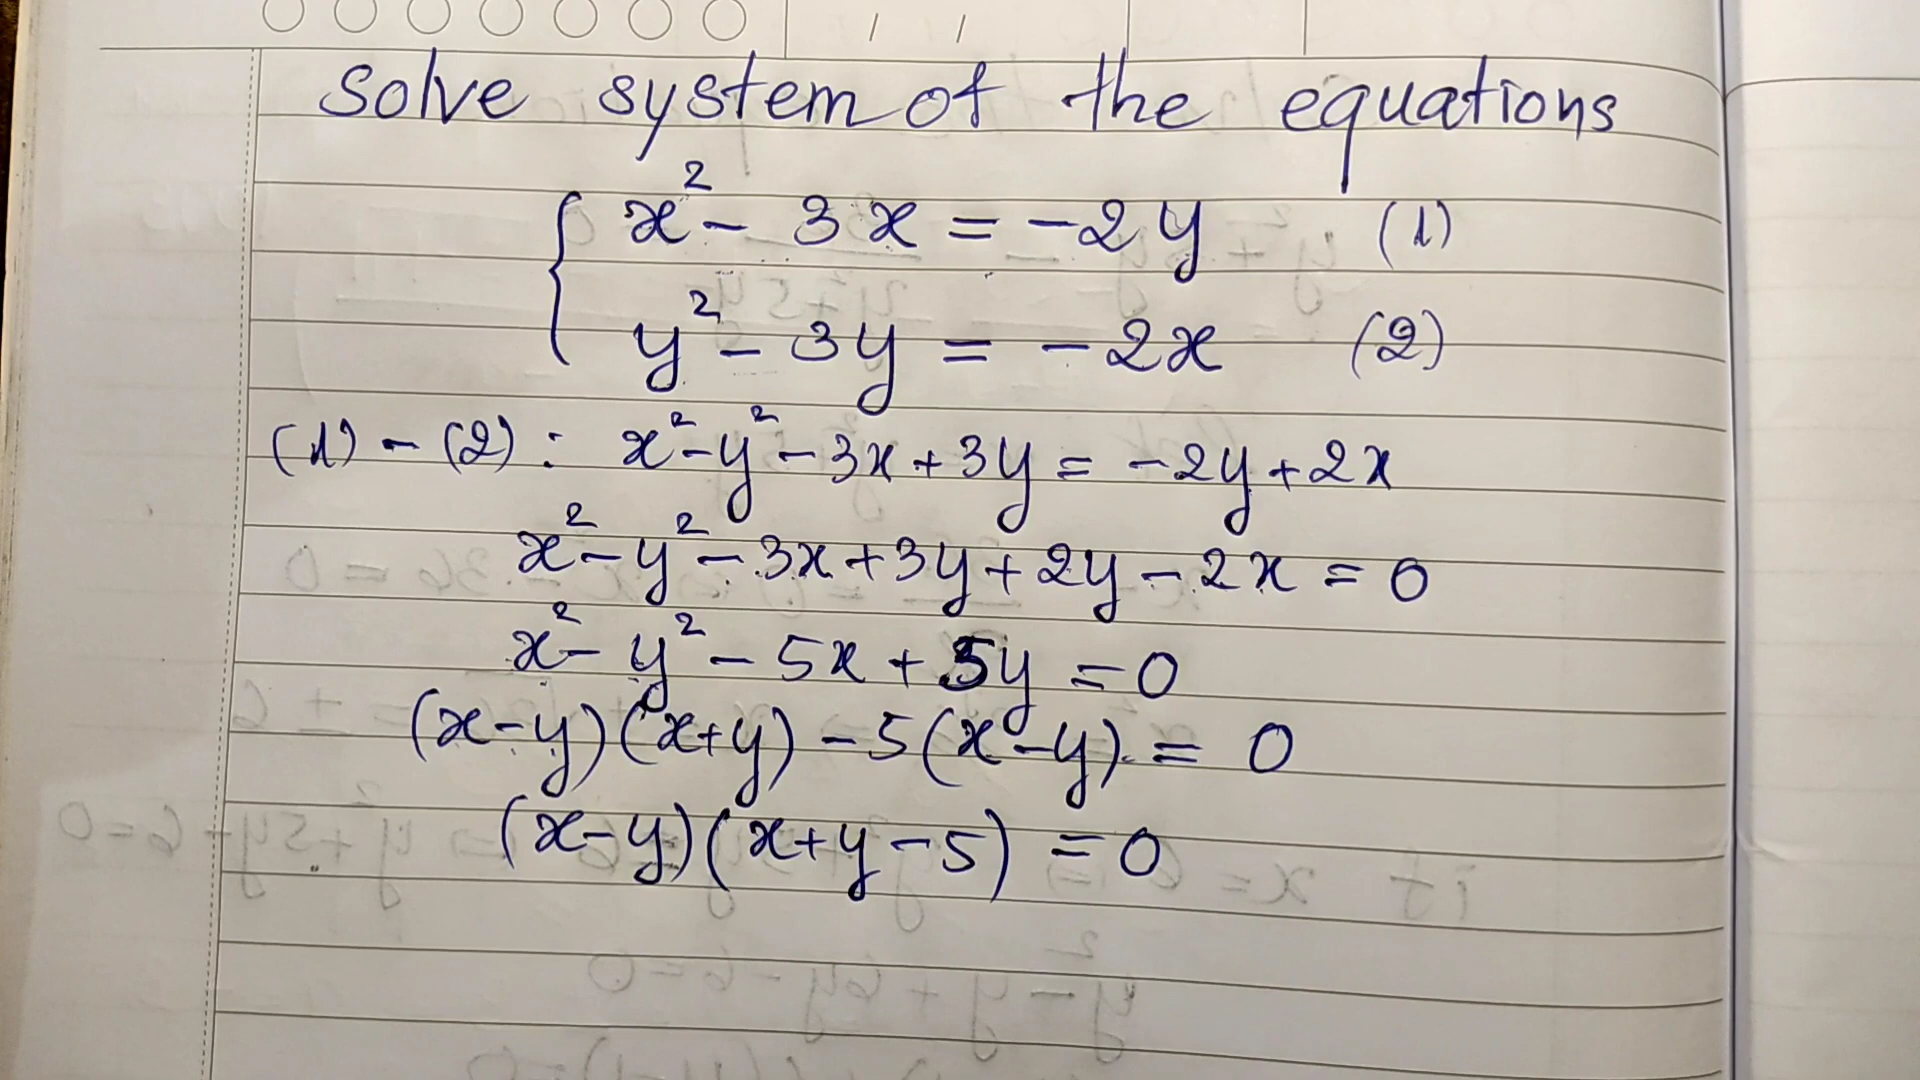 solve system of the equations
x² - 3x = -2y (1)
y² - 3y = -2x (2)
(1) - (2) : x² - y² - 3x + 3y = -2y + 2x
x² - y² - 3x + 3y + 2y - 2x = 0
x² - y² - 5x + 5y = 0
(x-y)(x+y) - 5(x-y) = 0
(x-y)(x+y-5) = 0